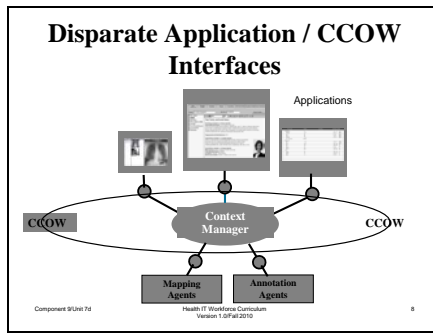 Disparate Application / CCOW
Interfaces
Applications
CCOW
Context
Manager
CCOW
Mapping
Agents
Annotation
Agents
Component 9/Unit 7d
Health IT Workforce Curriculum
Version 1.0/Fall 2010
8